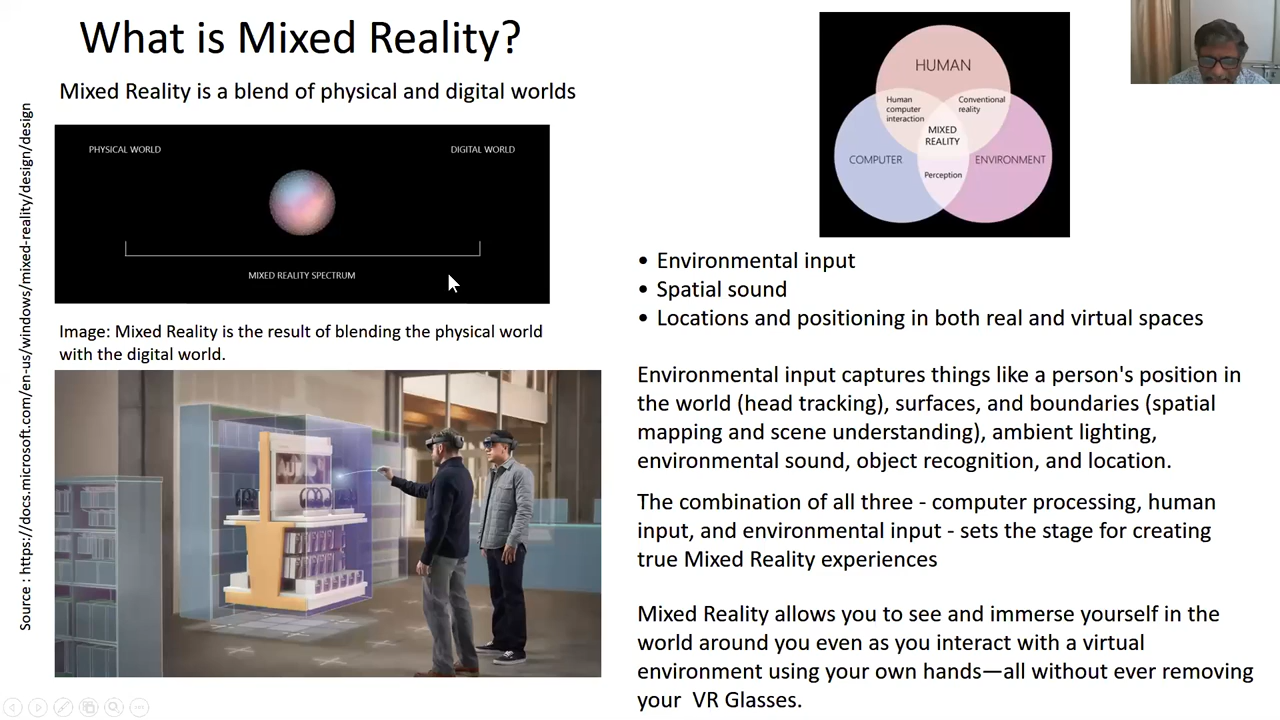 What is Mixed Reality?
Mixed Reality is a blend of physical and digital worlds
PHYSICAL WORLD
DIGITAL WORLD
MIXED REALITY SPECTRUM
Image: Mixed Reality is the result of blending the physical world
with the digital world.
Source : https://docs.microsoft.com/en-us/windows/mixed-reality/design/design
HUMAN
Human
computer
interaction
Conventional
reality
MIXED
REALITY
COMPUTER
ENVIRONMENT
Perception
• Environmental input
• Spatial sound
• Locations and positioning in both real and virtual spaces
Environmental input captures things like a person's position in
the world (head tracking), surfaces, and boundaries (spatial
mapping and scene understanding), ambient lighting,
environmental sound, object recognition, and location.
The combination of all three - computer processing, human
input, and environmental input - sets the stage for creating
true Mixed Reality experiences
Mixed Reality allows you to see and immerse yourself in the
world around you even as you interact with a virtual
environment using your own hands—all without ever removing
your VR Glasses.